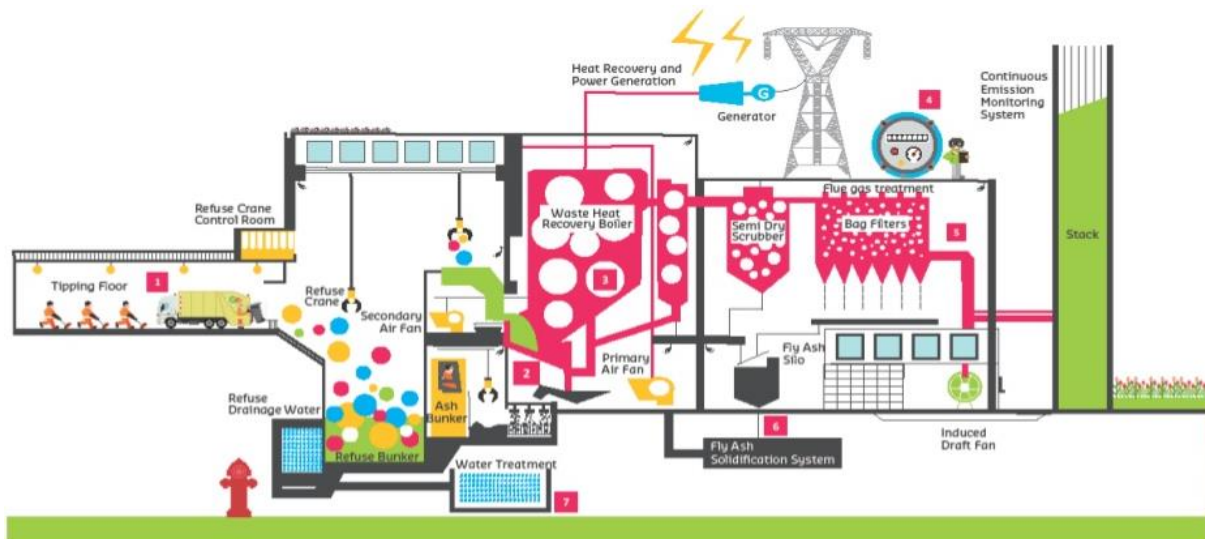 Heat Recovery and
Power Generation
G
Generator
4
Continuous
Emission
Monitoring
System
Refuse Crane
Control Room
Waste Heat
Recovery Boiler
Flue gas treatment
Semi Dry
Scrubber
Bag Filters
5
Stack
Tipping Floor
1
Refuse
Crane
3
Secondary
Air Fan
2
Primary
Air Fan
Fly Ash
Silo
Refuse
Drainage Water
Ash
Bunker
Refuse Bunker
6
Fly Ash
Solidification System
Induced
Draft Fan
Water Treatment
7